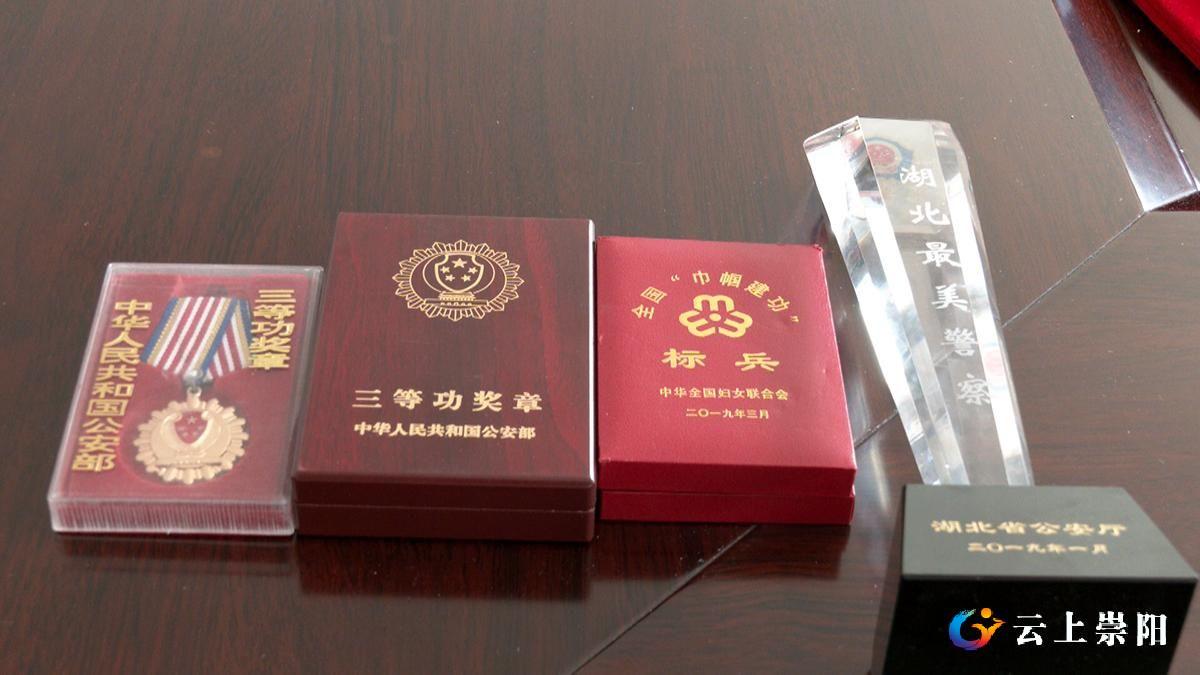 三等功奖章
中华人民共和国公安部
三等功奖章
中华人民共和国公安部
全国“巾帼建功”
标兵
中华全国妇女联合会
二〇一九年三月
湖北最美警察
湖北省公安厅
二〇一九年一月
云上崇阳